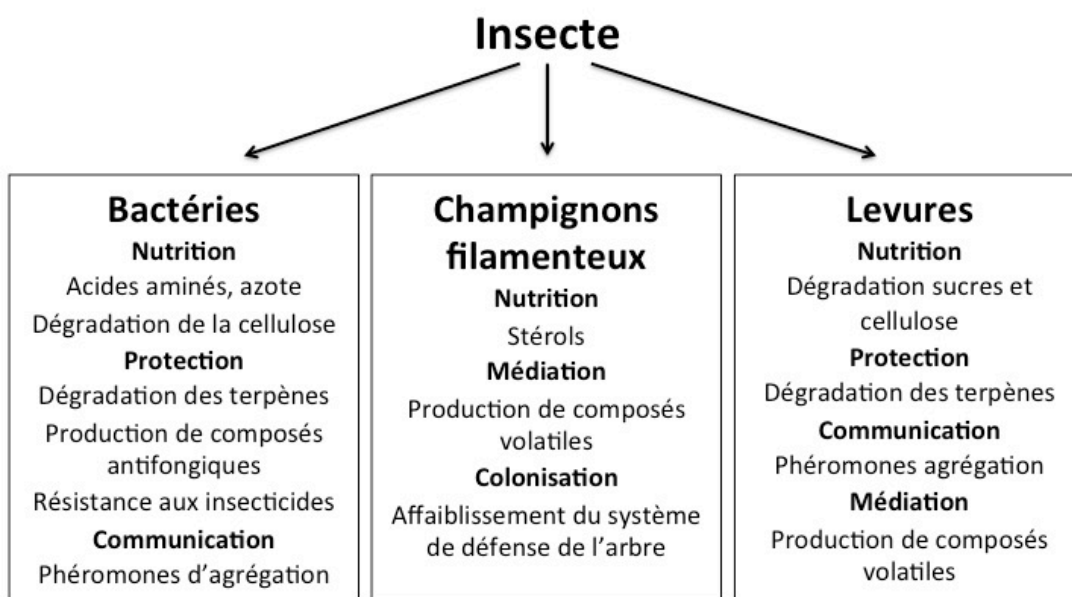 Insecte
Bactéries
Nutrition
Acides aminés, azote
Dégradation de la cellulose
Protection
Dégradation des terpènes
Production de composés
antifongiques
Résistance aux insecticides
Communication
Phéromones d'agrégation
Champignons
filamenteux
Nutrition
Stérols
Médiation
Production de composés
volatiles
Colonisation
Affaiblissement du système
de défense de l'arbre
Levures
Nutrition
Dégradation sucres et
cellulose
Protection
Dégradation des terpènes
Communication
Phéromones agrégation
Médiation
Production de composés
volatiles